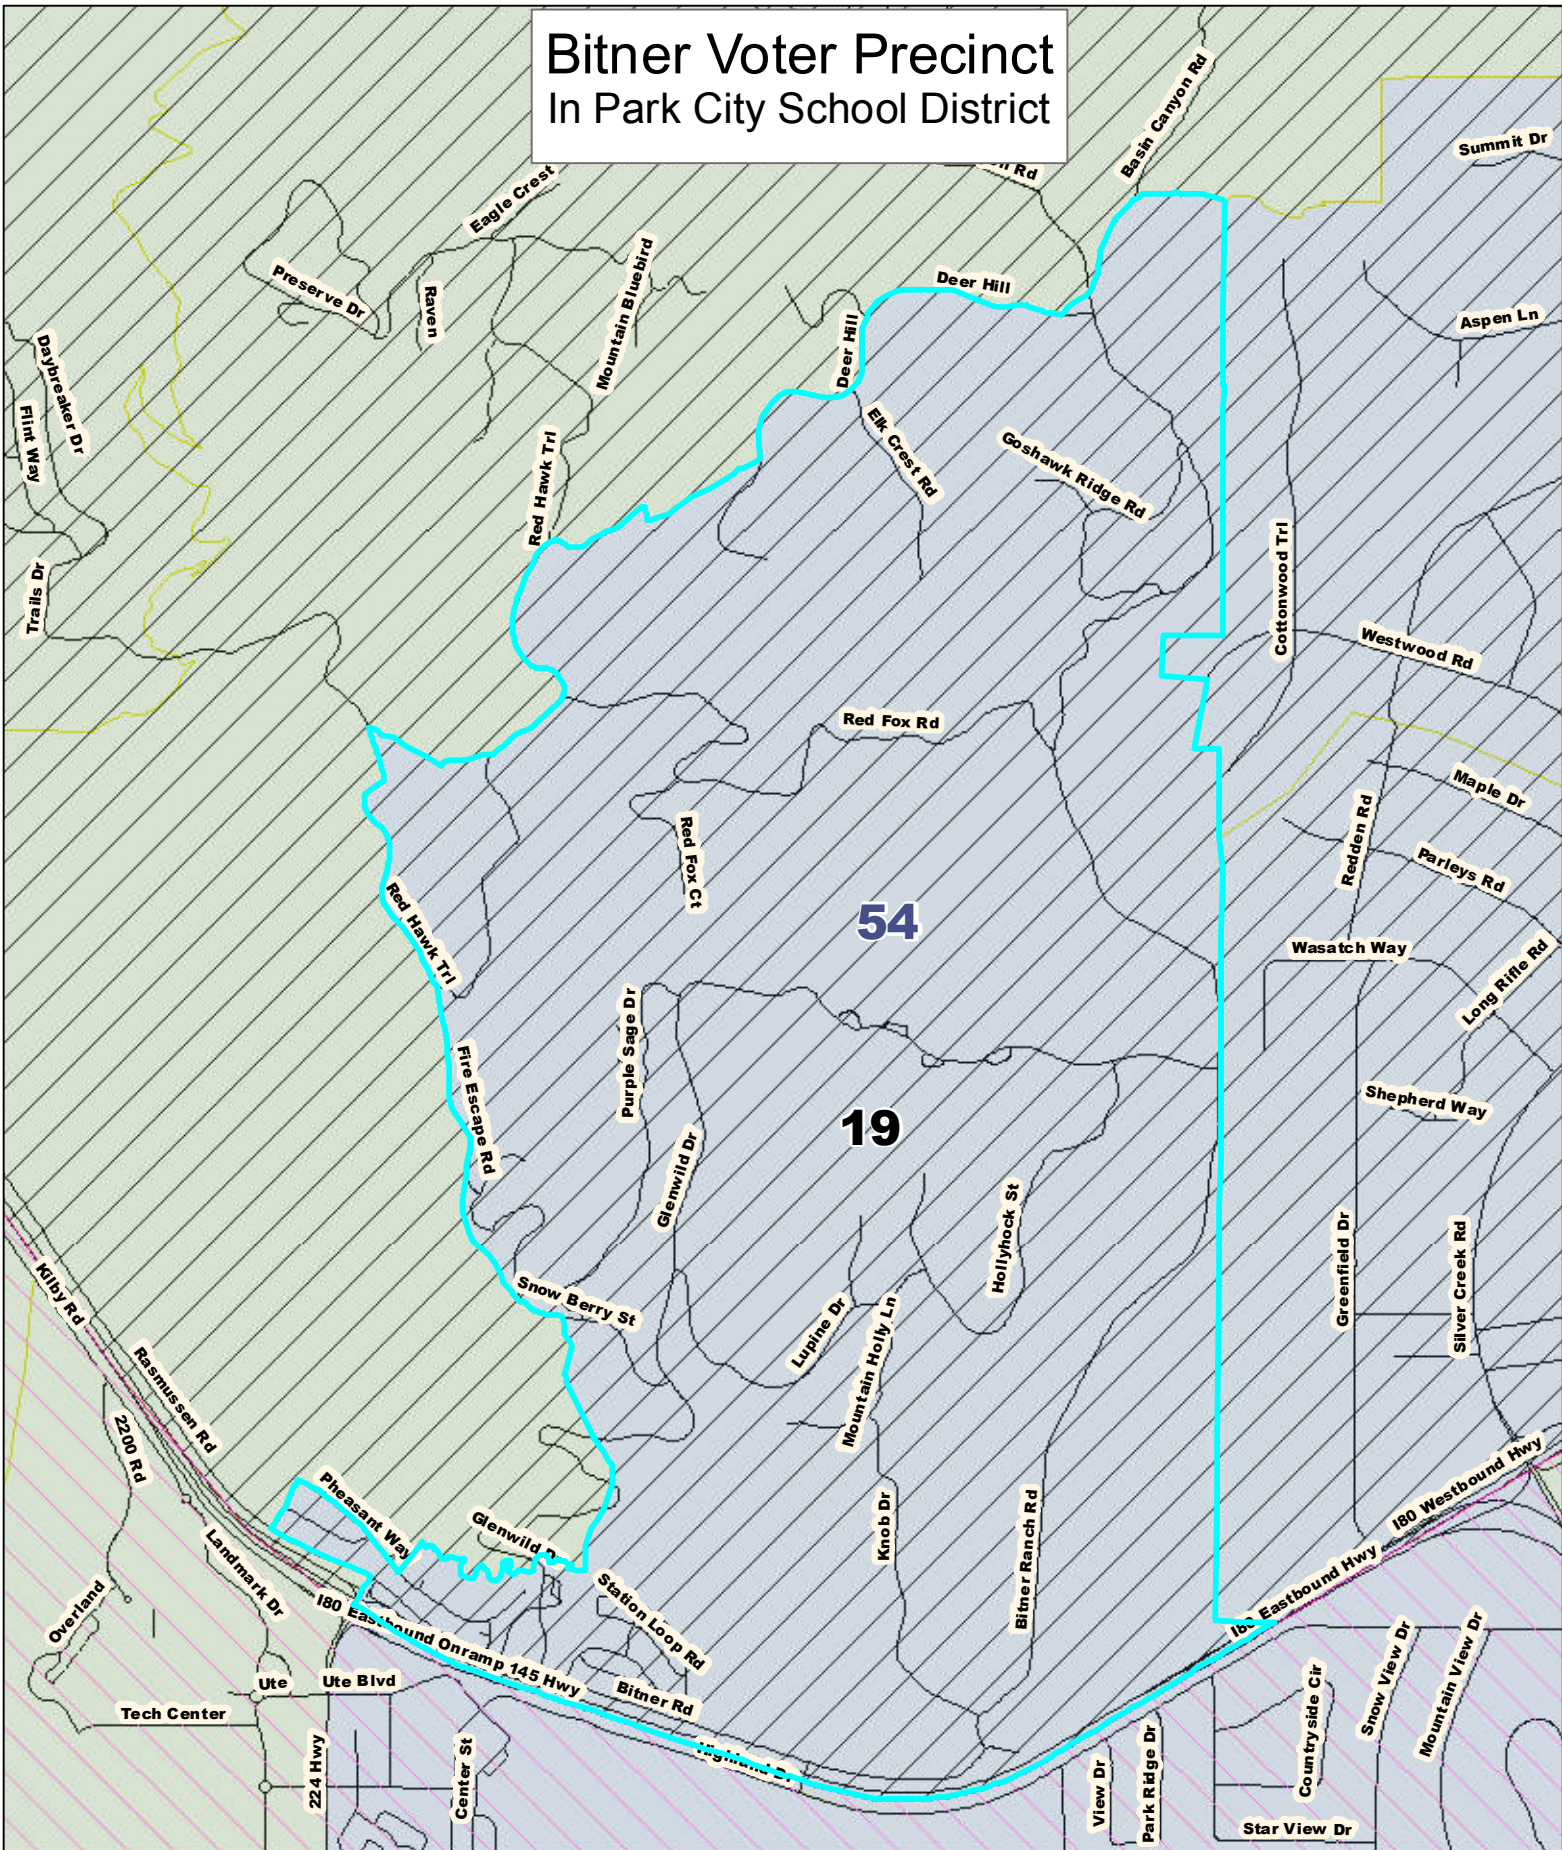 Bitner Voter Precinct
In Park City School District
Basin Canyon Rd
Summit Dr
Rd
Eagle Crest
Preserve Dr
Raven
Mountain Bluebird
Deer Hill
Deer Hill
Aspen Ln
Daybreaker Dr
Flint Way
Elk Crest Rd
Goshawk Ridge Rd
Red Hawk Trl
Cottonwood Trl
Trails Dr
Westwood Rd
Red Fox Rd
Maple Dr
Redden Rd
Red Fox Ct
Parleys Rd
Red Hawk Trl
54
Wasatch Way
Long Rifle Rd
Purple Sage Dr
Fire Escape Rd
19
Shepherd Way
Glenwild Dr
Hollyhock St
Greenfield Dr
Silver Creek Rd
Kilby Rd
Snow Berry St
Lupine Dr
Mountain Holly Ln
Rasmussen Rd
2200 Rd
Pheasant Way
Glenwild D
Knob Dr
Bitner Ranch Rd
I80 Westbound Hwy
I80 Eastbound Hwy
Landmark Dr
Overland
I80 Eastbound Onramp 145 Hwy
Station Loop Rd
Bitner Rd
Ute
Ute Blvd
Tech Center
224 Hwy
Center St
Highland Dr
View Dr
Park Ridge Dr
Countryside Cir
Snow View Dr
Mountain View Dr
Star View Dr